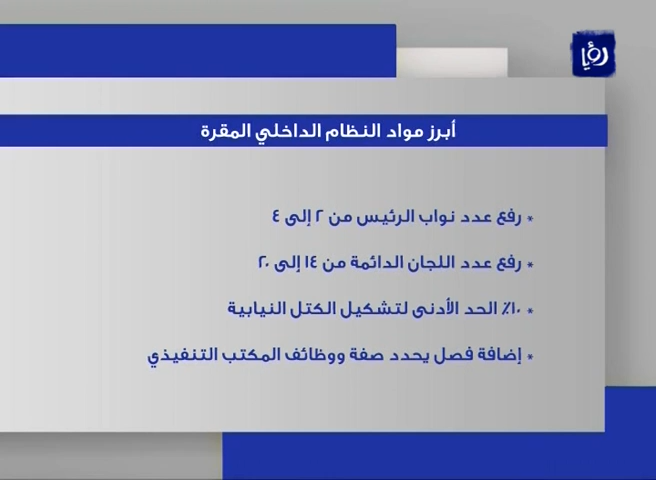 رؤيا
أبرز مواد النظام الداخلي المقرة
* رفع عدد نواب الرئيس من ٢ إلى ٤
* رفع عدد اللجان الدائمة من ١٤ إلى ٢٠
* ١٠٪ الحد الأدنى لتشكيل الكتل النيابية
* إضافة فصل يحدد صفة ووظائف المكتب التنفيذي